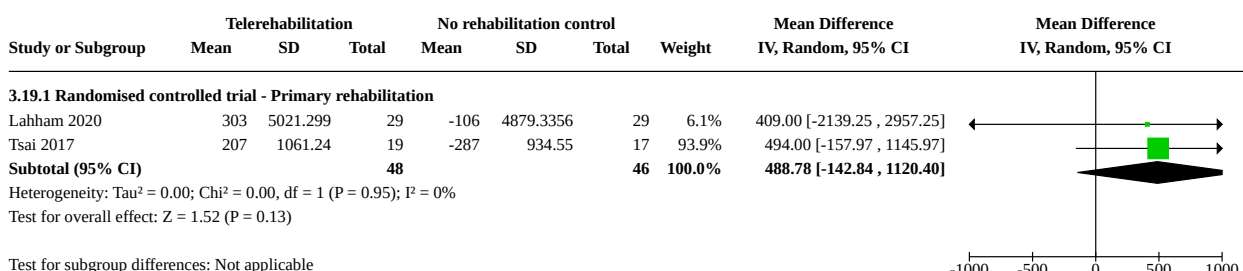 Telerehabilitation No rehabilitation control Mean Difference Mean Difference
Study or Subgroup Mean SD Total Mean SD Total Weight IV, Random, 95% CI IV, Random, 95% CI
3.19.1 Randomised controlled trial - Primary rehabilitation
Lahham 2020 303 5021.299 29 -106 4879.3356 29 6.1% 409.00 [-2139.25 , 2957.25]
Tsai 2017 207 1061.24 19 -287 934.55 17 93.9% 494.00 [-157.97 , 1145.97]
Subtotal (95% CI) 48 46 100.0% 488.78 [-142.84 , 1120.40]
Heterogeneity: Tau² = 0.00; Chi² = 0.00, df = 1 (P = 0.95); I² = 0%
Test for overall effect: Z = 1.52 (P = 0.13)
Test for subgroup differences: Not applicable
-1000 -500 0 500 1000